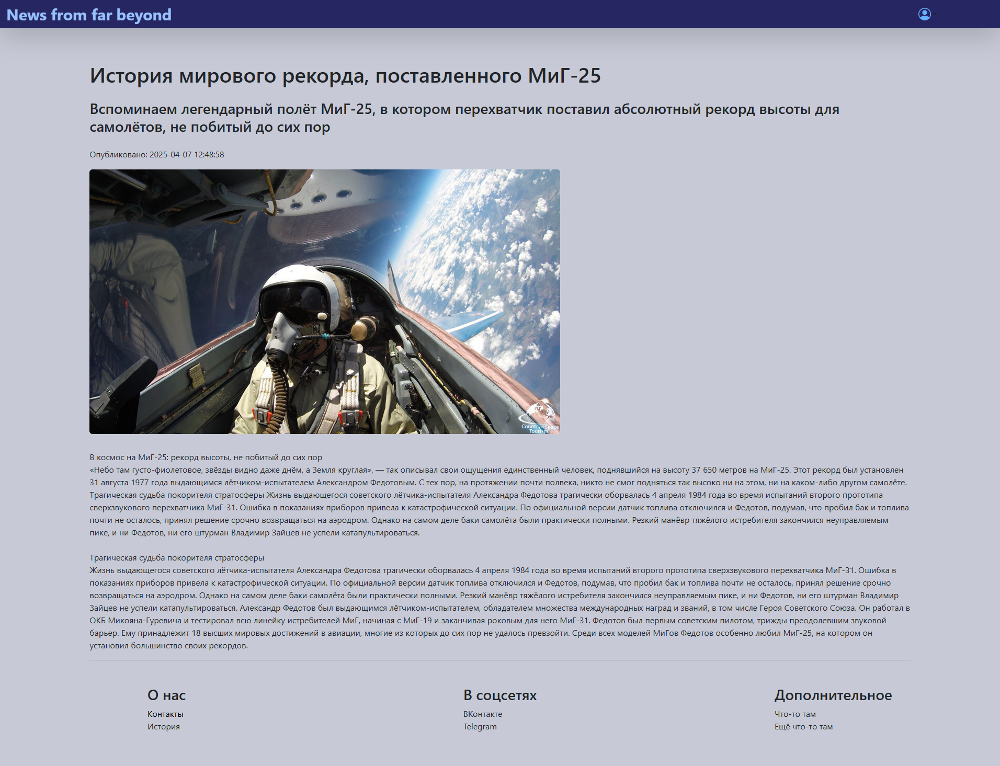 News from far beyond
История мирового рекорда, поставленного МиГ-25
Вспоминаем легендарный полёт МиГ-25, в котором перехватчик поставил абсолютный рекорд высоты для
самолётов, не побитый до сих пор
Опубликовано: 2025-04-07 12:48:58
Country of Space
Tourism
В космос на МиГ-25: рекорд высоты, не побитый до сих пор
«Небо там густо-фиолетовое, звёзды видно даже днём, а Земля круглая», — так описывал свои ощущения единственный человек, поднявшийся на высоту 37 650 метров на МиГ-25. Этот рекорд был установлен
31 августа 1977 года выдающимся лётчиком-испытателем Александром Федотовым. С тех пор, на протяжении почти полвека, никто не смог подняться так высоко ни на этом, ни на каком-либо другом самолёте.
Трагическая судьба покорителя стратосферы Жизнь выдающегося советского лётчика-испытателя Александра Федотова трагически оборвалась 4 апреля 1984 года во время испытаний второго прототипа
сверхзвукового перехватчика МиГ-31. Ошибка в показаниях приборов привела к катастрофической ситуации. По официальной версии датчик топлива отключился и Федотов, подумав, что пробил бак и топлива
почти не осталось, принял решение срочно возвращаться на аэродром. Однако на самом деле баки самолёта были практически полными. Резкий манёвр тяжёлого истребителя закончился неуправляемым
пике, и ни Федотов, ни его штурман Владимир Зайцев не успели катапультироваться.
Трагическая судьба покорителя стратосферы
Жизнь выдающегося советского лётчика-испытателя Александра Федотова трагически оборвалась 4 апреля 1984 года во время испытаний второго прототипа сверхзвукового перехватчика МиГ-31. Ошибка в
показаниях приборов привела к катастрофической ситуации. По официальной версии датчик топлива отключился и Федотов, подумав, что пробил бак и топлива почти не осталось, принял решение срочно
возвращаться на аэродром. Однако на самом деле баки самолёта были практически полными. Резкий манёвр тяжёлого истребителя закончился неуправляемым пике, и ни Федотов, ни его штурман Владимир
Зайцев не успели катапультироваться. Александр Федотов был выдающимся лётчиком-испытателем, обладателем множества международных наград и званий, в том числе Героя Советского Союза. Он работал в
ОКБ Микояна-Гуревича и тестировал всю линейку истребителей МиГ, начиная с МиГ-19 и заканчивая роковым для него МиГ-31. Федотов был первым советским пилотом, трижды преодолевшим звуковой
барьер. Ему принадлежит 18 высших мировых достижений в авиации, многие из которых до сих пор не удалось превзойти. Среди всех моделей МиГов Федотов особенно любил МиГ-25, на котором он
установил большинство своих рекордов.
О нас
Контакты
История
В соцсетях
ВКонтакте
Telegram
Дополнительное
Что-то там
Ещё что-то там